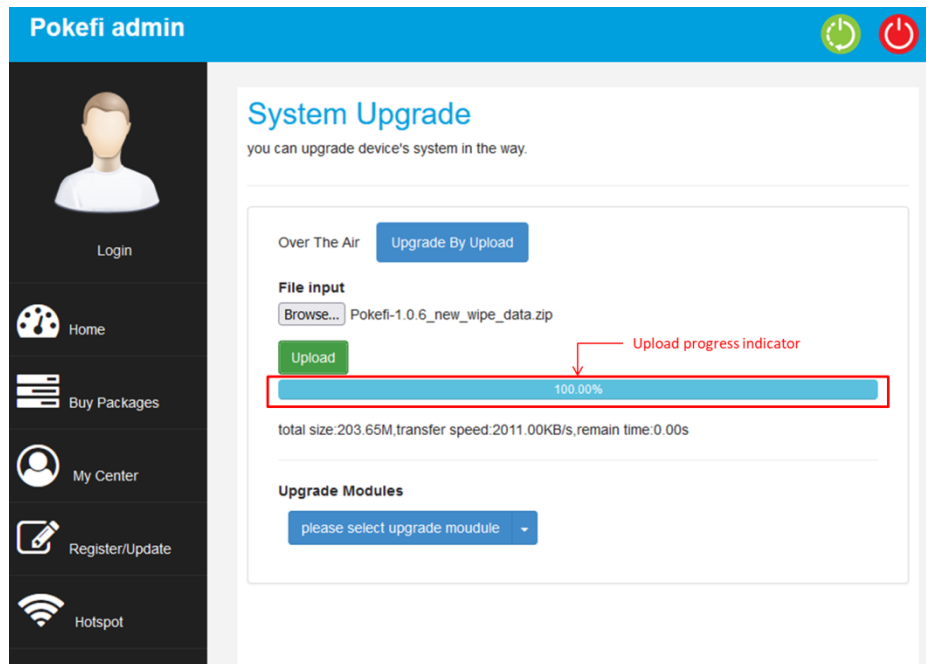 Pokefi admin
System Upgrade
you can upgrade device's system in the way.
Login
Over The Air
Upgrade By Upload
File input
Browse... Pokefi-1.0.6_new_wipe_data.zip
Home
Upload
Upload progress indicator
100.00%
Buy Packages
total size:203.65M,transfer speed:2011.00KB/s,remain time:0.00s
My Center
Upgrade Modules
please select upgrade moudule
Register/Update
Hotspot